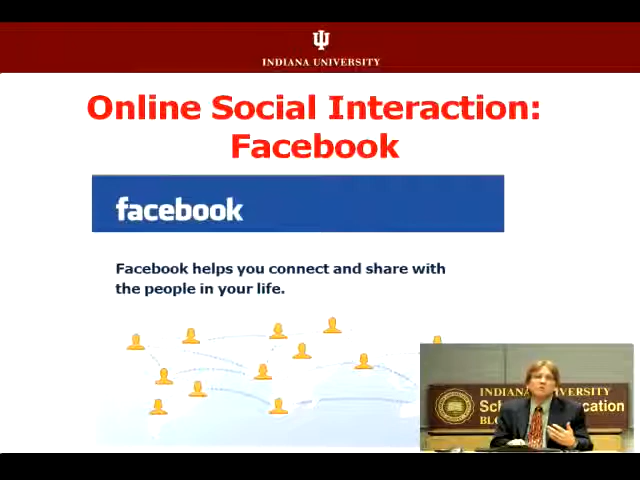 INDIANA UNIVERSITY
Online Social Interaction:
Facebook
facebook
Facebook helps you connect and share with
the people in your life.
INDIANA UNIVERSITY